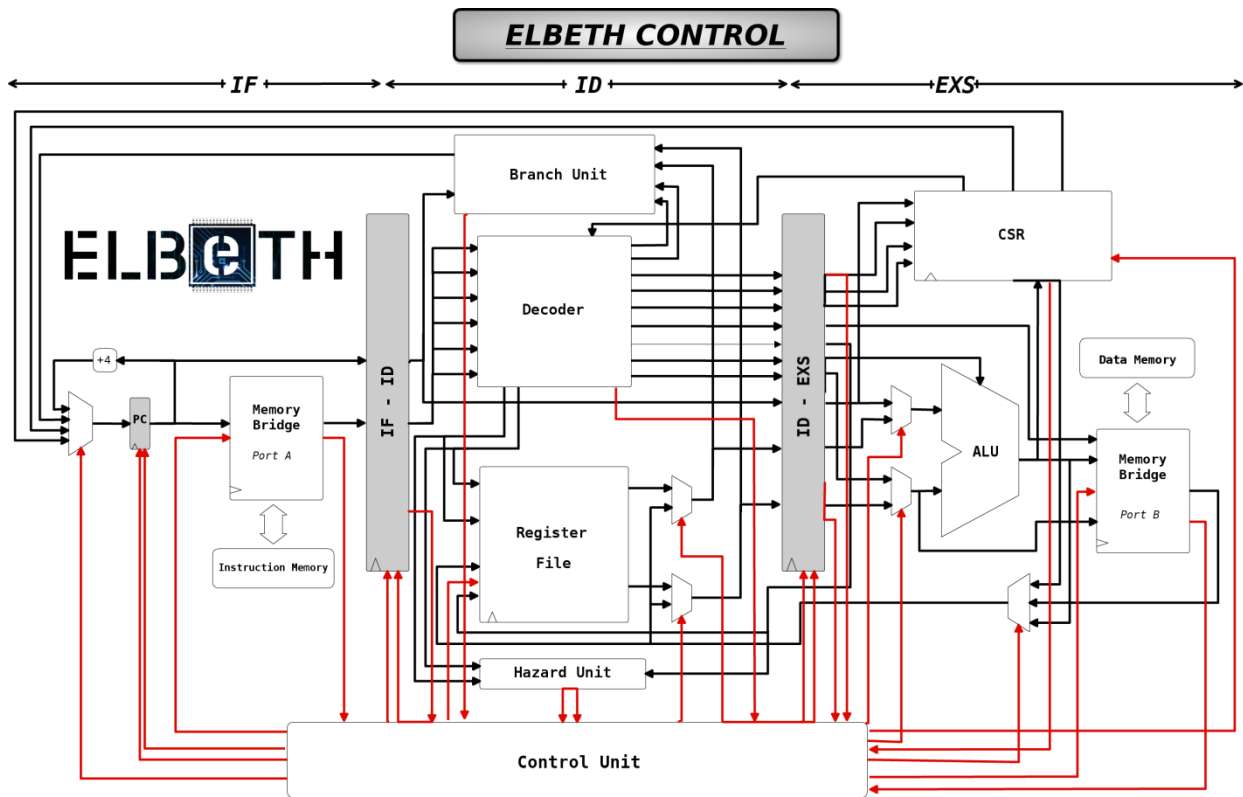 ELBETH CONTROL
IF
ID
EXS
Branch Unit
ELBeTH
CSR
Decoder
+4
IF - ID
ID - EXS
Data Memory
PC
Memory
Bridge
Port A
ALU
Memory
Bridge
Port B
Register
File
Instruction Memory
Hazard Unit
Control Unit